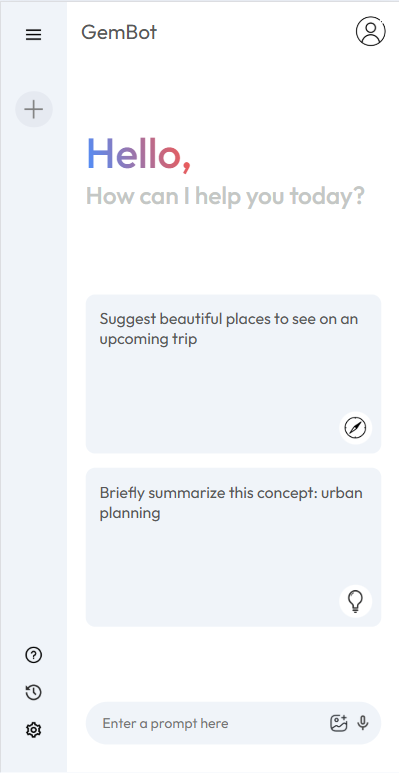 GemBot
Hello,
How can I help you today?
Suggest beautiful places to see on an
upcoming trip
Briefly summarize this concept: urban
planning
Enter a prompt here